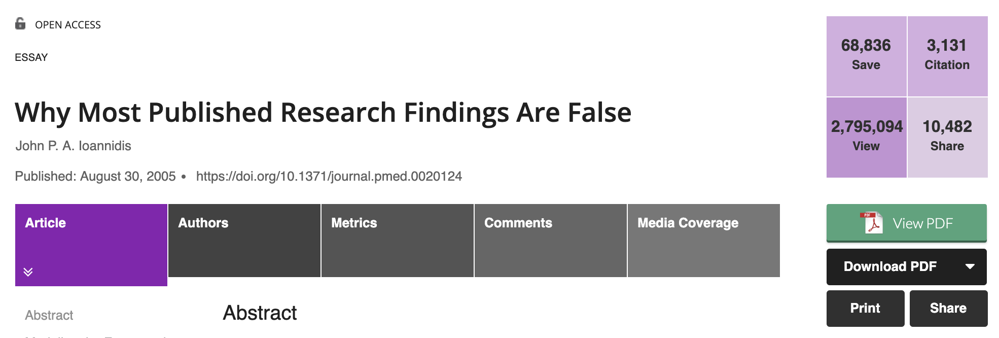 OPEN ACCESS
ESSAY
Why Most Published Research Findings Are False
John P. A. Ioannidis
Published: August 30, 2005 • https://doi.org/10.1371/journal.pmed.0020124
68,836
Save
3,131
Citation
2,795,094
View
10,482
Share
Article
Authors
Metrics
Comments
Media Coverage
PDF
View PDF
Download PDF
Print
Share
Abstract
Abstract